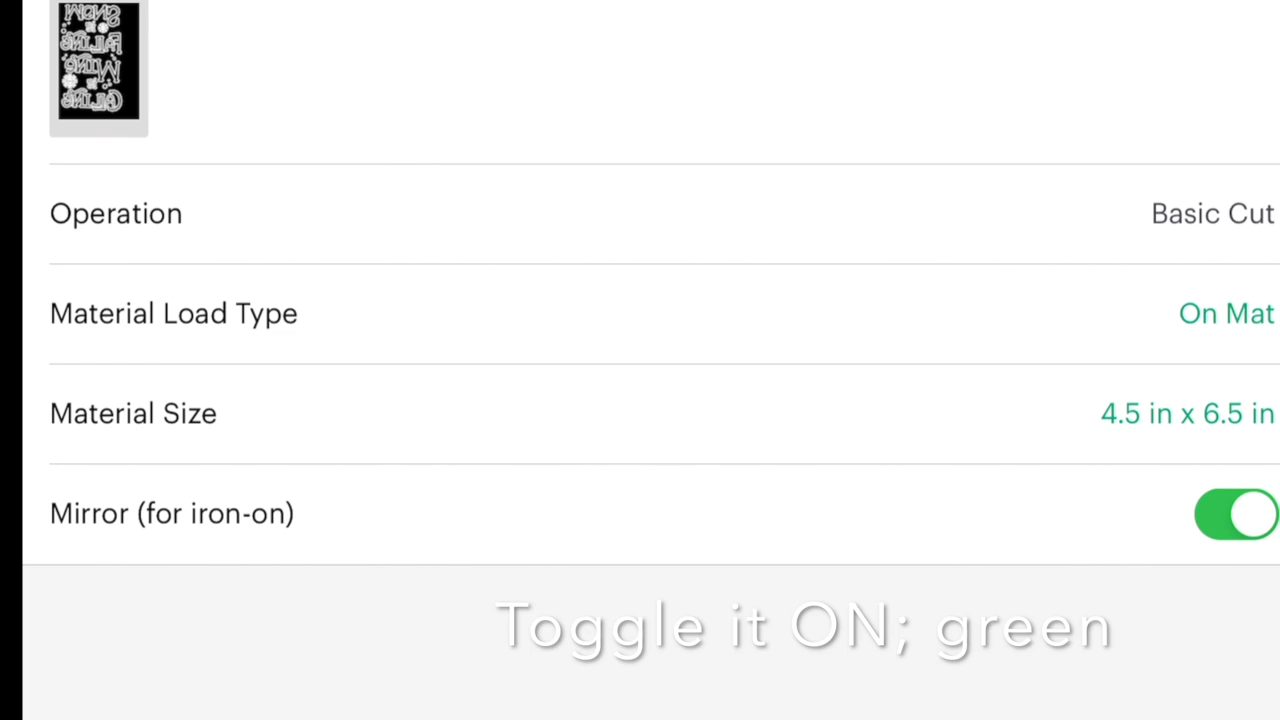 Operation
Basic Cut
Material Load Type
On Mat
Material Size
4.5 in x 6.5 in
Mirror (for iron-on)
Toggle it ON; green